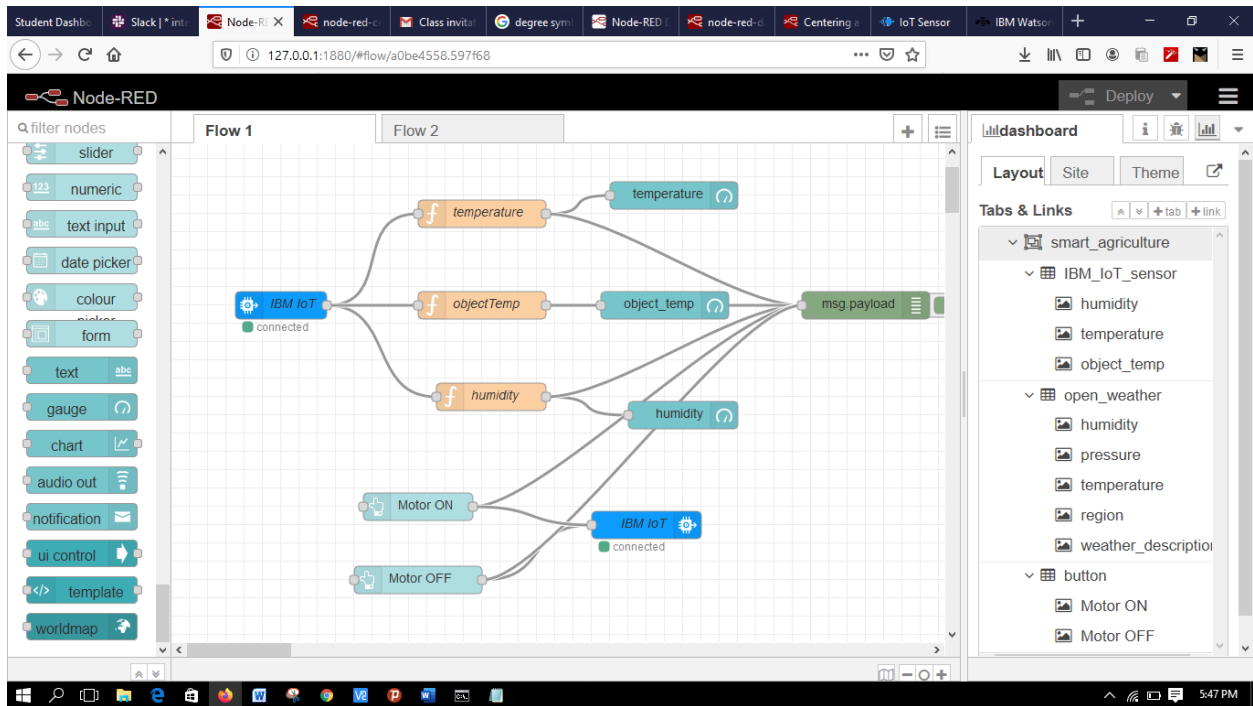 Student Dashbo
Slack | * inte
Node-RE
node-red-c
Class invitat
degree syml
Node-RED D
node-red-d
Centering a
IoT Sensor
IBM Watson
127.0.0.1:1880/#flow/a0be4558.597f68
Node-RED
Deploy
filter nodes
Flow 1
Flow 2
dashboard
i
slider
123 numeric
abc text input
date picker
colour
picker
form
text abc
gauge
chart
audio out
notification
ui control
</> template
worldmap
temperature
temperature
IBM IoT
connected
objectTemp
object_temp
msg.payload
humidity
humidity
Motor ON
IBM IoT
connected
Motor OFF
Layout
Site
Theme
Tabs & Links
+ tab
+ link
smart_agriculture
IBM_IoT_sensor
humidity
temperature
object_temp
open_weather
humidity
pressure
temperature
region
weather_description
button
Motor ON
Motor OFF
5:47 PM